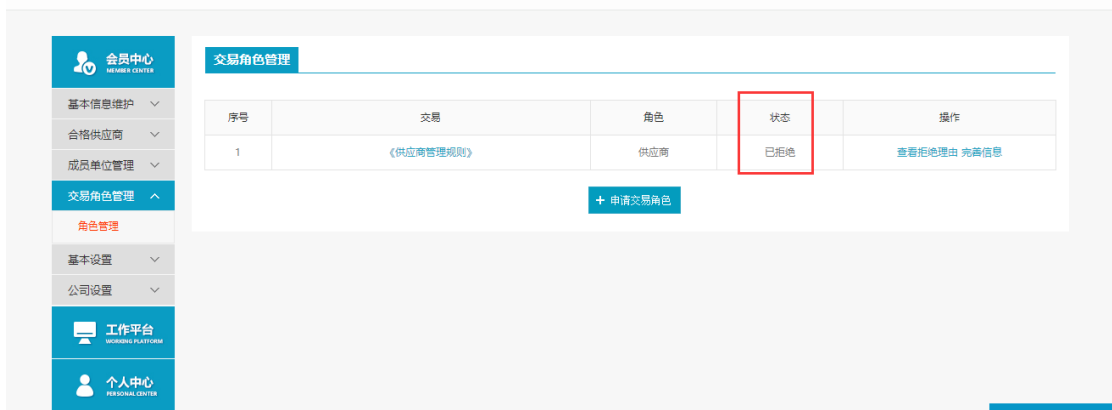 会员中心
MEMBER CENTER
基本信息维护
合格供应商
成员单位管理
交易角色管理
角色管理
基本设置
公司设置
工作平台
WORKING PLATFORM
个人中心
PERSONAL CENTER
交易角色管理
序号 交易 角色 状态 操作
1 《供应商管理规则》 供应商 已拒绝 查看拒绝理由 完善信息
+ 申请交易角色